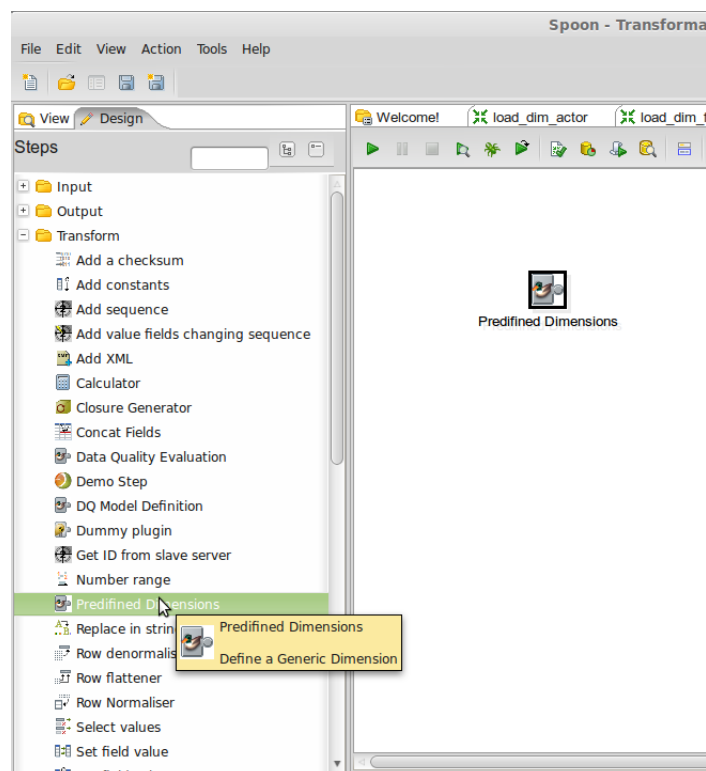 Spoon - Transforma
File Edit View Action Tools Help
View Design
Steps
Welcome! load_dim_actor load_dim_f
Input
Output
Transform
Add a checksum
Add constants
Add sequence
Add value fields changing sequence
Add XML
Calculator
Closure Generator
Concat Fields
Data Quality Evaluation
Demo Step
DQ Model Definition
Dummy plugin
Get ID from slave server
Number range
Predifined Dimensions
Replace in strin
Row denormalis
Row flattener
Row Normaliser
Select values
Set field value
Predifined Dimensions
Define a Generic Dimension
Predifined Dimensions